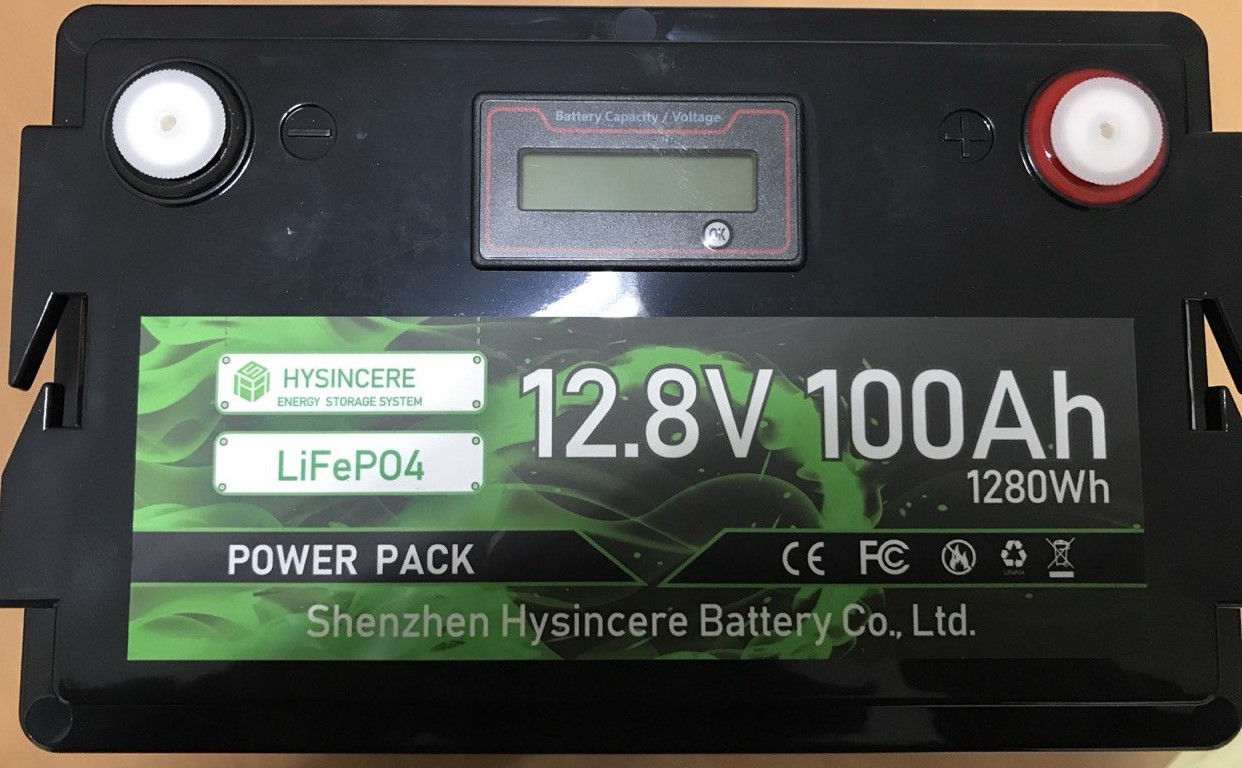 Battery Capacity / Voltage
OK
HYSINCERE
ENERGY STORAGE SYSTEM
LiFePO4
12.8V 100Ah
1280Wh
POWER PACK
CE FC
Shenzhen Hysincere Battery Co., Ltd.